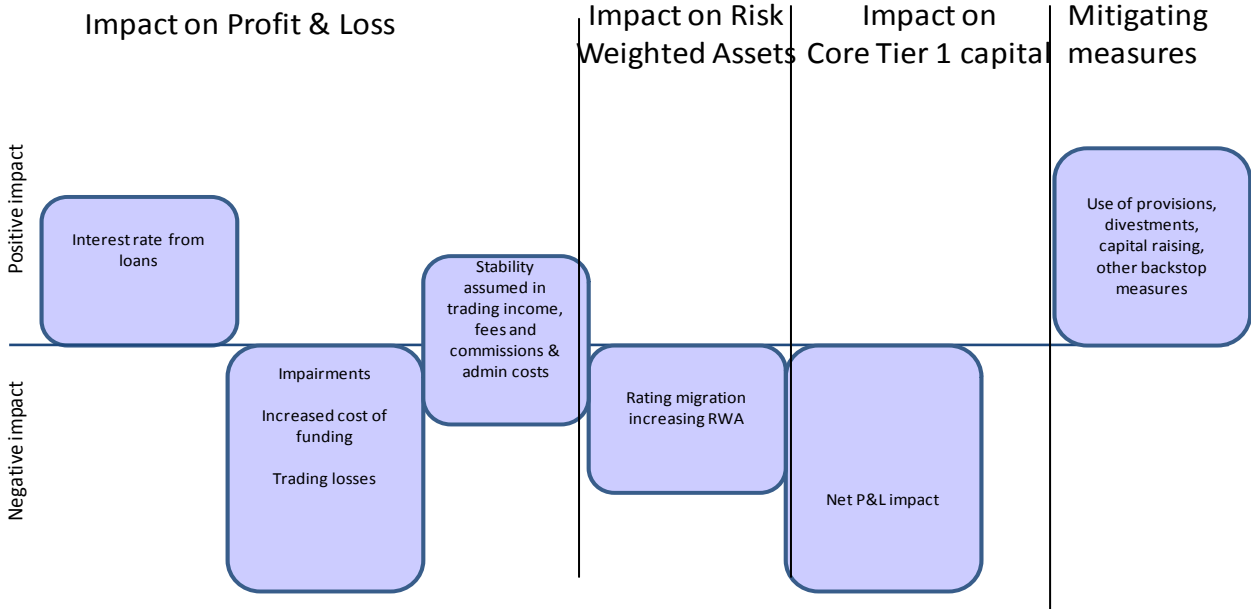 Impact on Profit & Loss
Impact on Risk
Weighted Assets
Impact on
Core Tier 1 capital
Mitigating
measures
Positive impact
Negative impact
Interest rate from
loans
Impairments
Increased cost of
funding
Trading losses
Stability
assumed in
trading income,
fees and
commissions &
admin costs
Rating migration
increasing RWA
Net P&L impact
Use of provisions,
divestments,
capital raising,
other backstop
measures